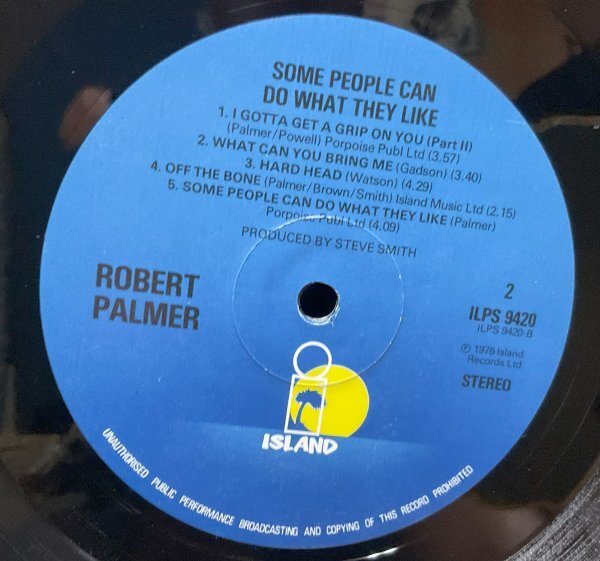 SOME PEOPLE CAN
DO WHAT THEY LIKE
1. I GOTTA GET A GRIP ON YOU (Part II)
(Palmer/Powell) Porpoise Publ Ltd (3.57)
2. WHAT CAN YOU BRING ME (Gadson) (3.40)
3. HARD HEAD (Watson) (4.29)
4. OFF THE BONE (Palmer/Brown/Smith) Island Music Ltd (2.15)
5. SOME PEOPLE CAN DO WHAT THEY LIKE (Palmer)
Porpoise Publ Ltd (4.09)
PRODUCED BY STEVE SMITH
ROBERT
PALMER
2
ILPS 9420
ILPS 9420-B
℗ 1976 Island
Records Ltd
STEREO
ISLAND
UNAUTHORISED PUBLIC PERFORMANCE BROADCASTING AND COPYING OF THIS RECORD PROHIBITED